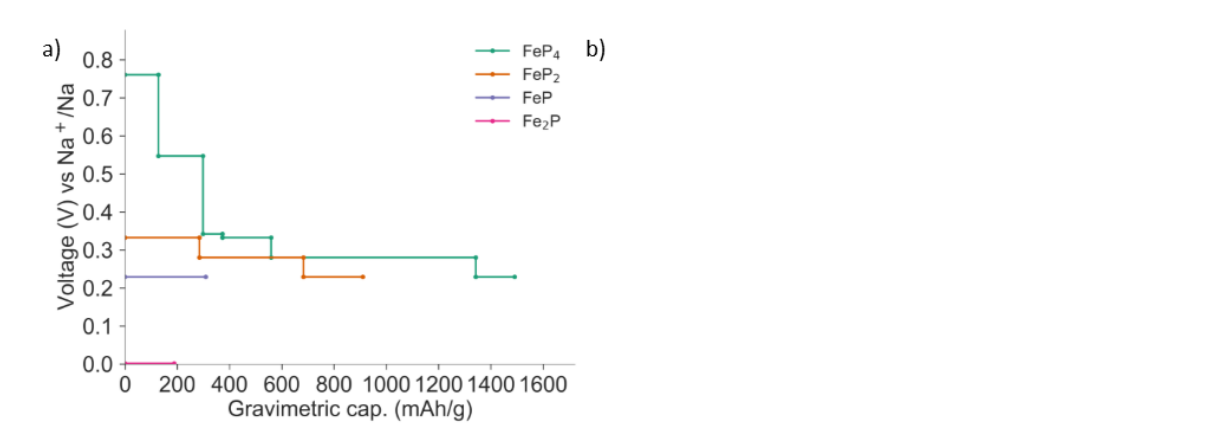 a)
b)
FeP₄
FeP₂
FeP
Fe₂P
Voltage (V) vs Na⁺/Na
0.8
0.7
0.6
0.5
0.4
0.3
0.2
0.1
0.0
0 200 400 600 800 1000 1200 1400 1600
Gravimetric cap. (mAh/g)